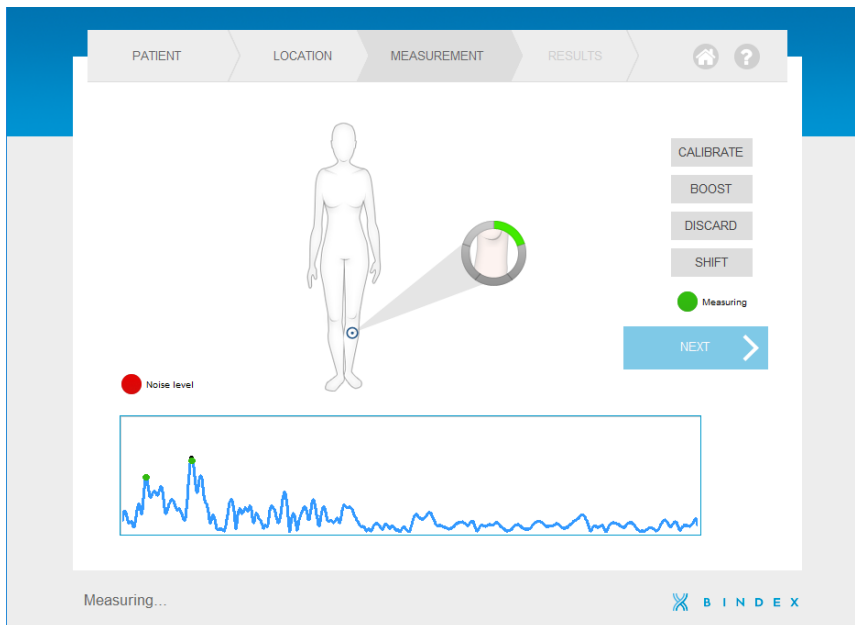 PATIENT
LOCATION
MEASUREMENT
RESULTS
?
CALIBRATE
BOOST
DISCARD
SHIFT
Measuring
NEXT
Noise level
Measuring...
BINDEX